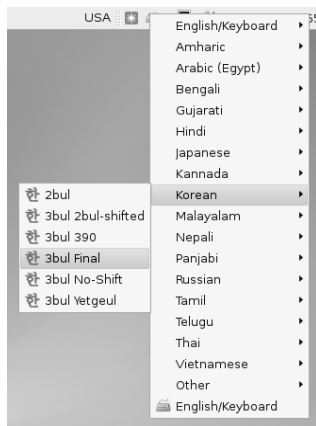 USA
English/Keyboard
Amharic
Arabic (Egypt)
Bengali
Gujarati
Hindi
Japanese
Kannada
Korean
한 2bul
한 3bul 2bul-shifted
한 3bul 390
한 3bul Final
한 3bul No-Shift
한 3bul Yetgeul
Malayalam
Nepali
Panjabi
Russian
Tamil
Telugu
Thai
Vietnamese
Other
English/Keyboard